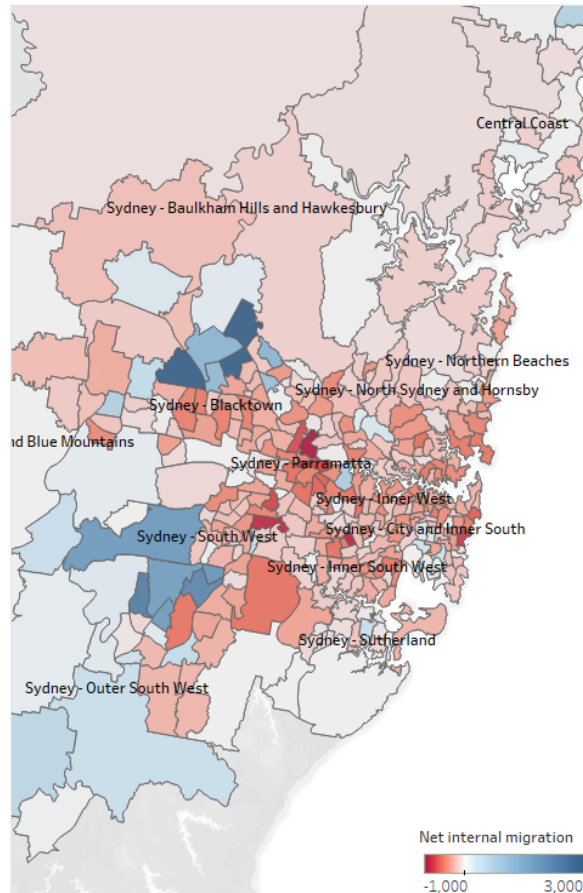 Central Coast
Sydney - Baulkham Hills and Hawkesbury
Sydney - Northern Beaches
Sydney - North Sydney and Hornsby
Sydney - Blacktown
nd Blue Mountains
Sydney - Parramatta
Sydney - Inner West
Sydney - City and Inner South
Sydney - South West
Sydney - Inner South West
Sydney - Sutherland
Sydney - Outer South West
Net internal migration
-1,000 3,000